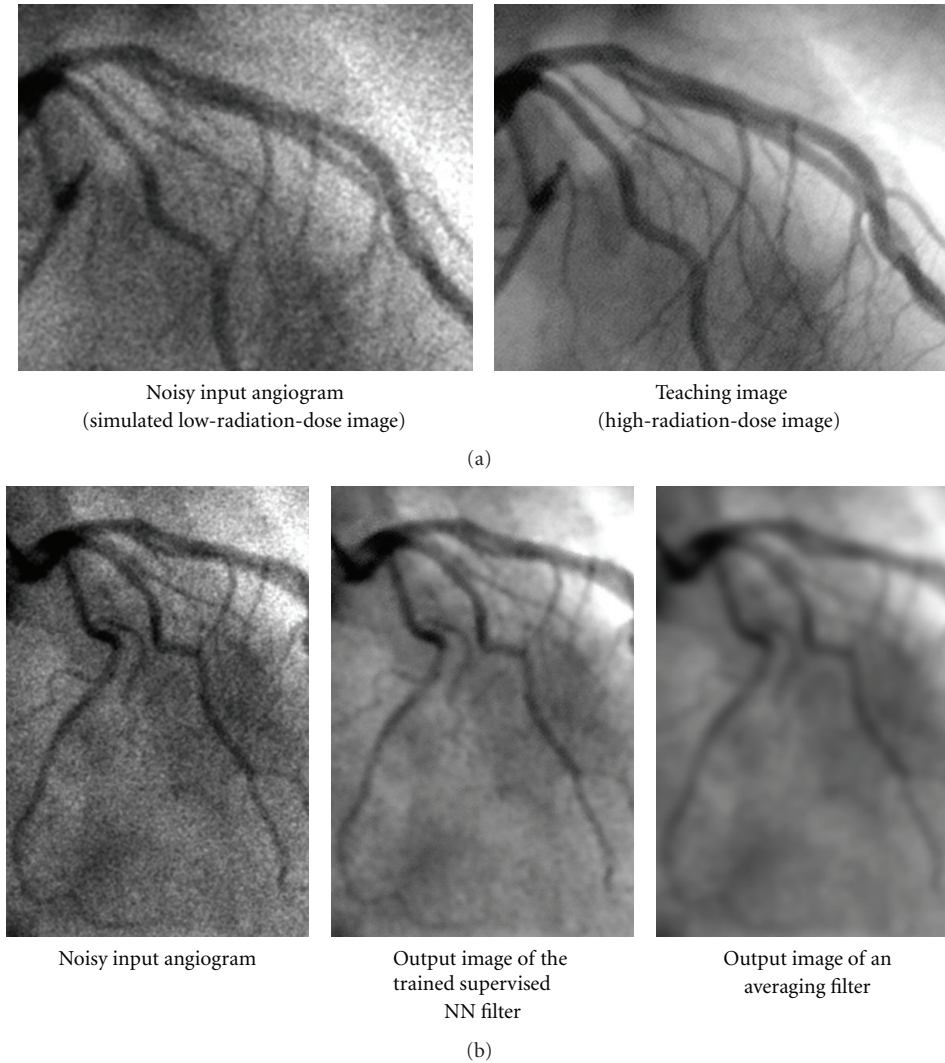 Noisy input angiogram
(simulated low-radiation-dose image)
Teaching image
(high-radiation-dose image)
(a)
Noisy input angiogram
Output image of the
trained supervised
NN filter
Output image of an
averaging filter
(b)